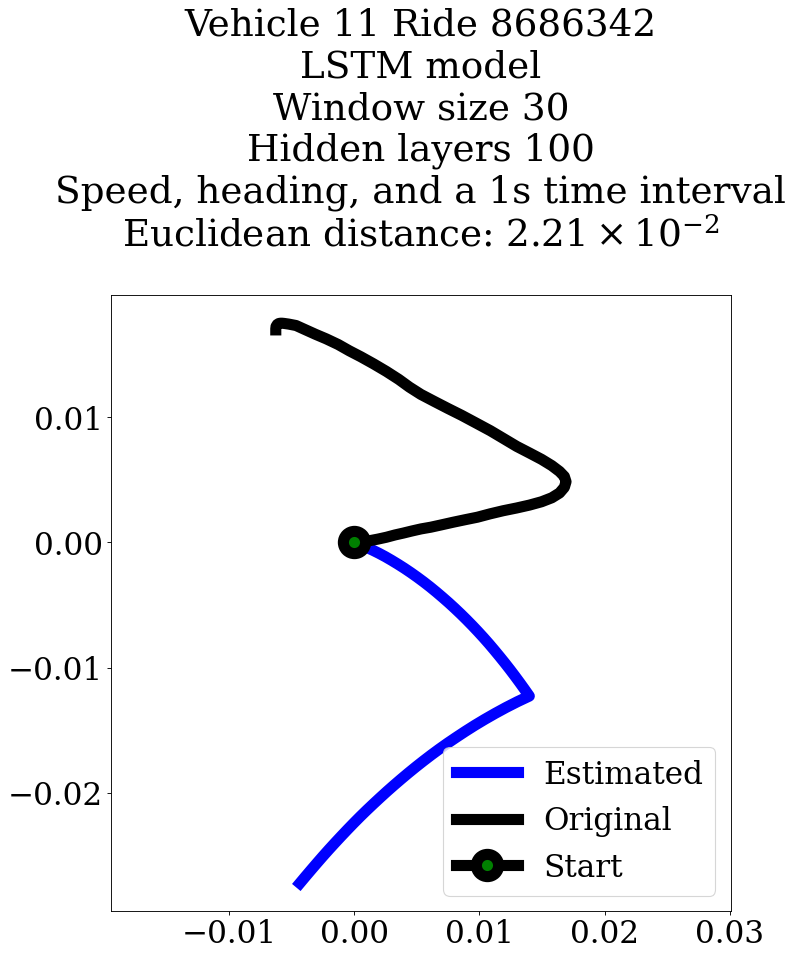 Vehicle 11 Ride 8686342
LSTM model
Window size 30
Hidden layers 100
Speed, heading, and a 1s time interval
Euclidean distance: 2.21 × 10⁻²
0.01
0.00
−0.01
−0.02
Estimated
Original
Start
−0.01 0.00 0.01 0.02 0.03